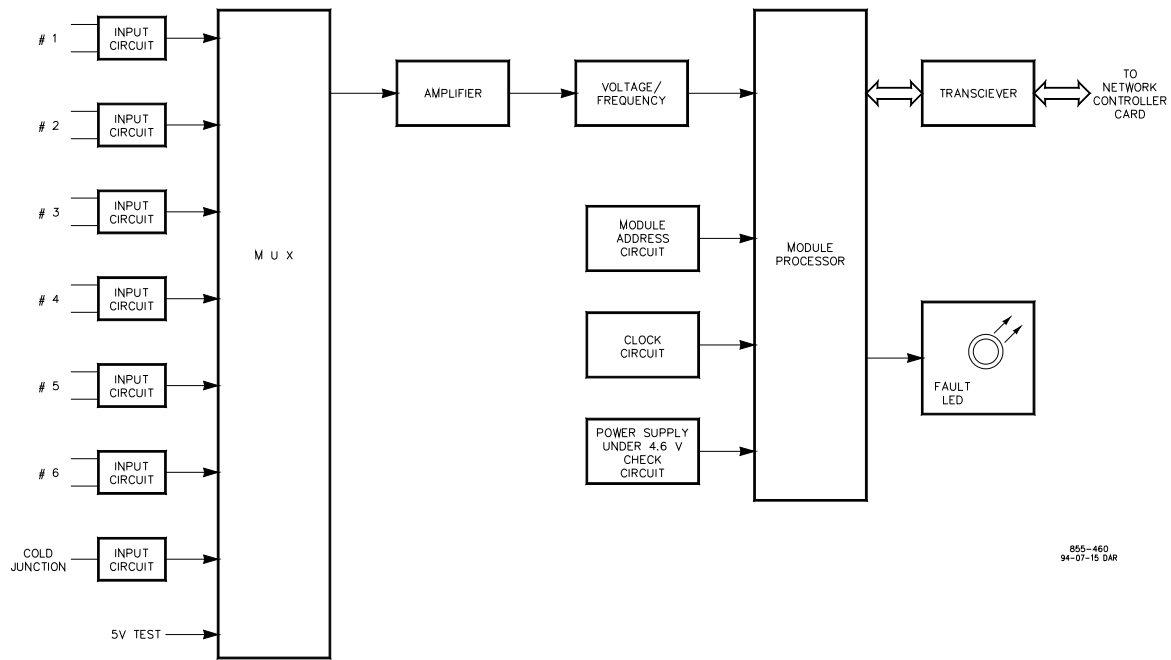 # 1
INPUT
CIRCUIT
# 2
INPUT
CIRCUIT
# 3
INPUT
CIRCUIT
# 4
INPUT
CIRCUIT
# 5
INPUT
CIRCUIT
# 6
INPUT
CIRCUIT
COLD
JUNCTION
INPUT
CIRCUIT
5V TEST
M U X
AMPLIFIER
VOLTAGE/
FREQUENCY
MODULE
ADDRESS
CIRCUIT
CLOCK
CIRCUIT
POWER SUPPLY
UNDER 4.6 V
CHECK
CIRCUIT
MODULE
PROCESSOR
TRANSCIEVER
TO
NETWORK
CONTROLLER
CARD
FAULT
LED
855-460
94-07-15 DAR